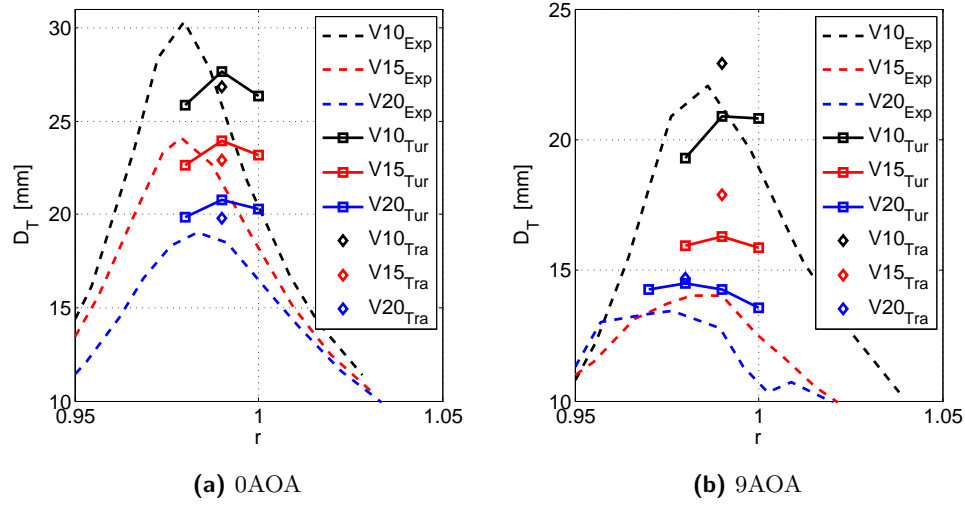 30
25
20
15
10
0.95
1
1.05
D_T [mm]
r
V10_Exp
V15_Exp
V20_Exp
V10_Tur
V15_Tur
V20_Tur
V10_Tra
V15_Tra
V20_Tra
(a) 0AOA
25
20
15
10
0.95
1
1.05
D_T [mm]
r
V10_Exp
V15_Exp
V20_Exp
V10_Tur
V15_Tur
V20_Tur
V10_Tra
V15_Tra
V20_Tra
(b) 9AOA